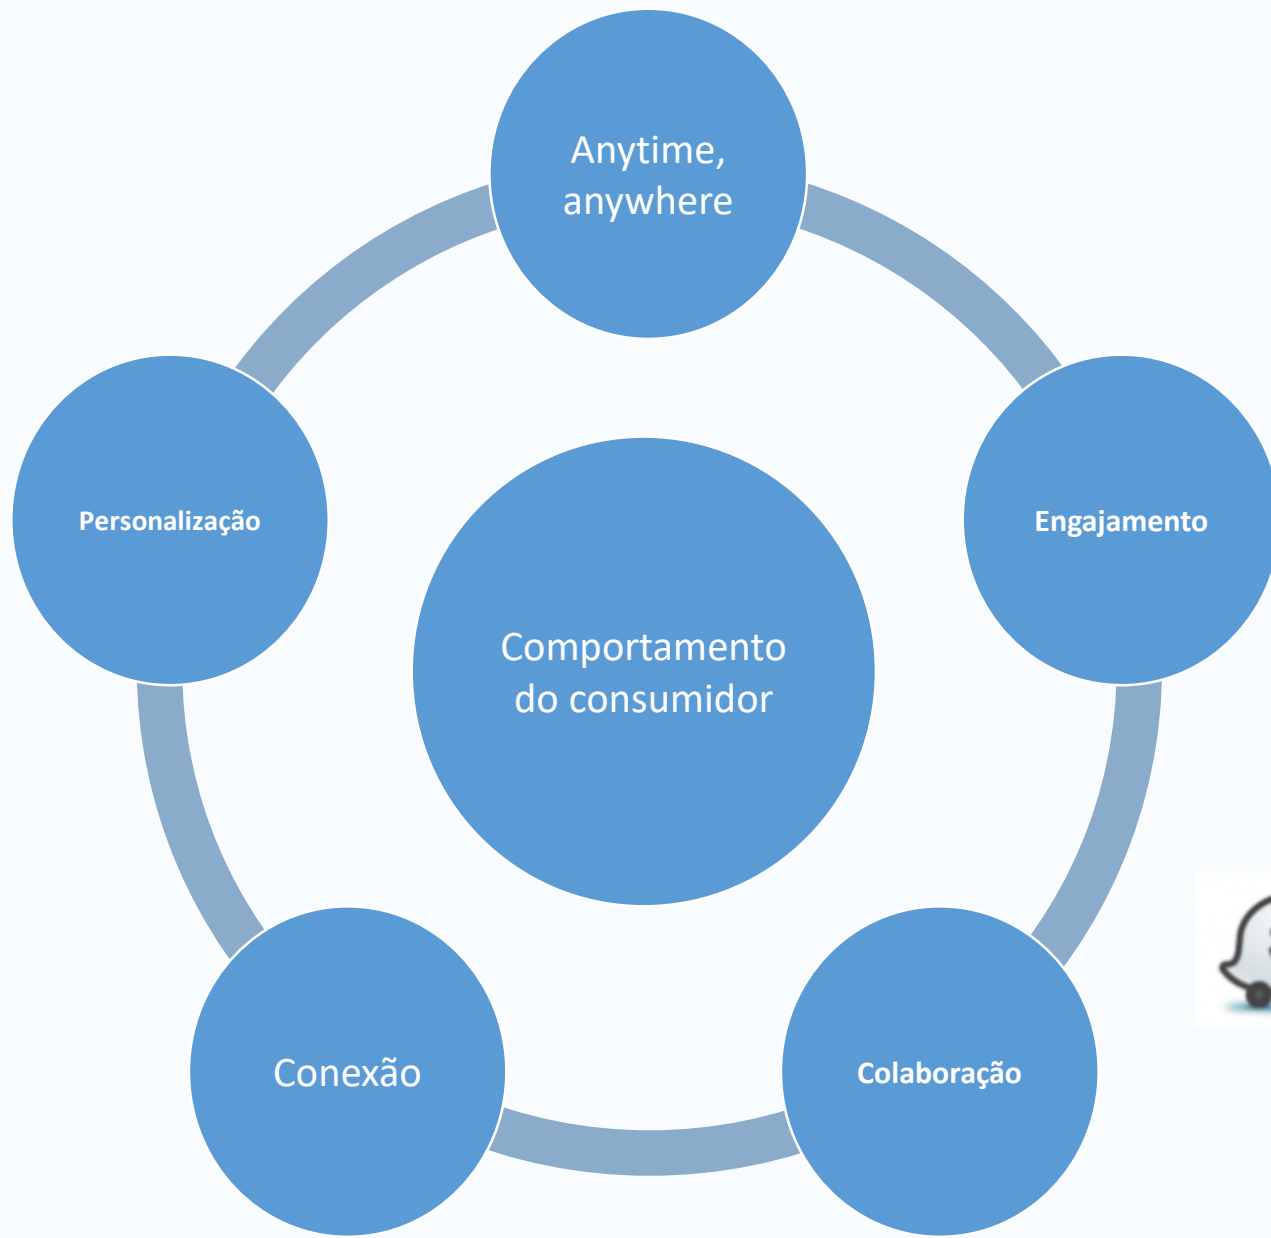 Anytime,
anywhere
Personalização
Engajamento
Comportamento
do consumidor
Conexão
Colaboração